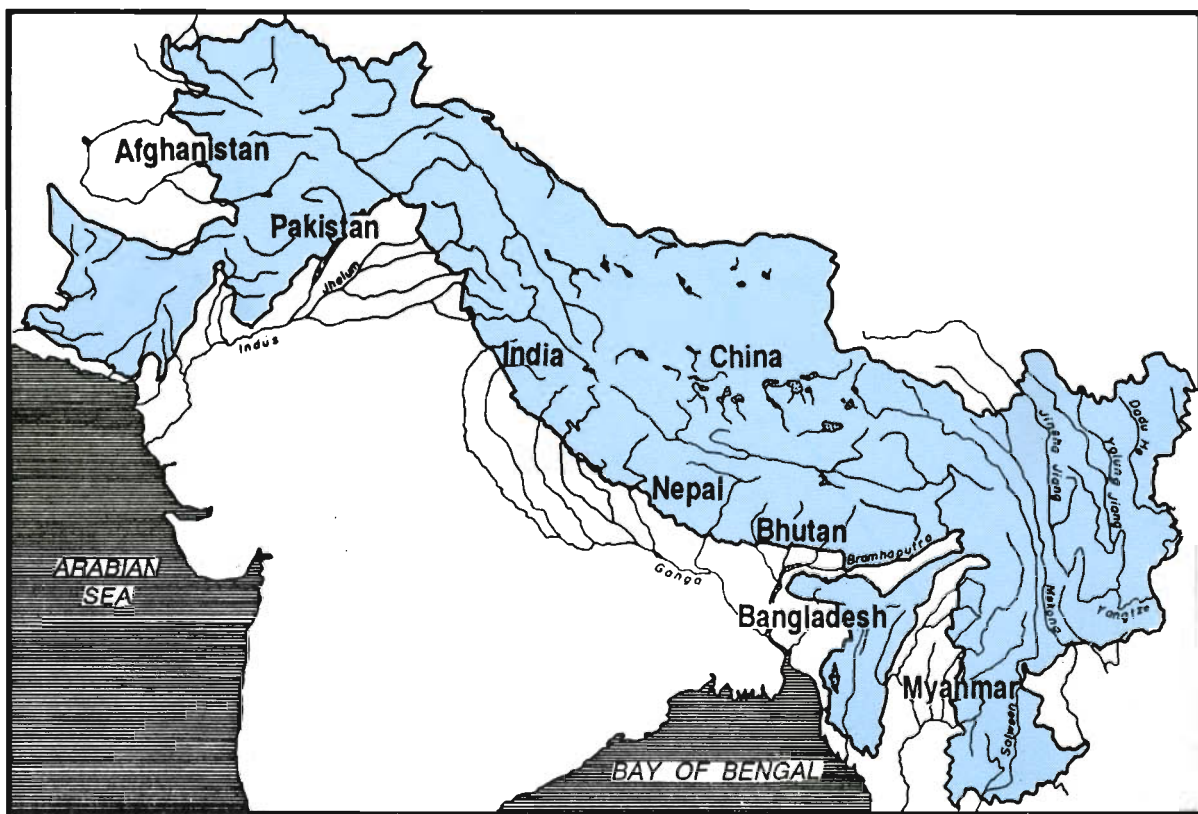 Afghanistan
Pakistan
Jhelum
Indus
India
China
Jinsha Jiang
Yalung Jiang
Dadu He
Nepal
Bhutan
Bramhaputra
Ganga
ARABIAN
SEA
Bangladesh
Mekong
Yangtze
Myanmar
Salween
BAY OF BENGAL